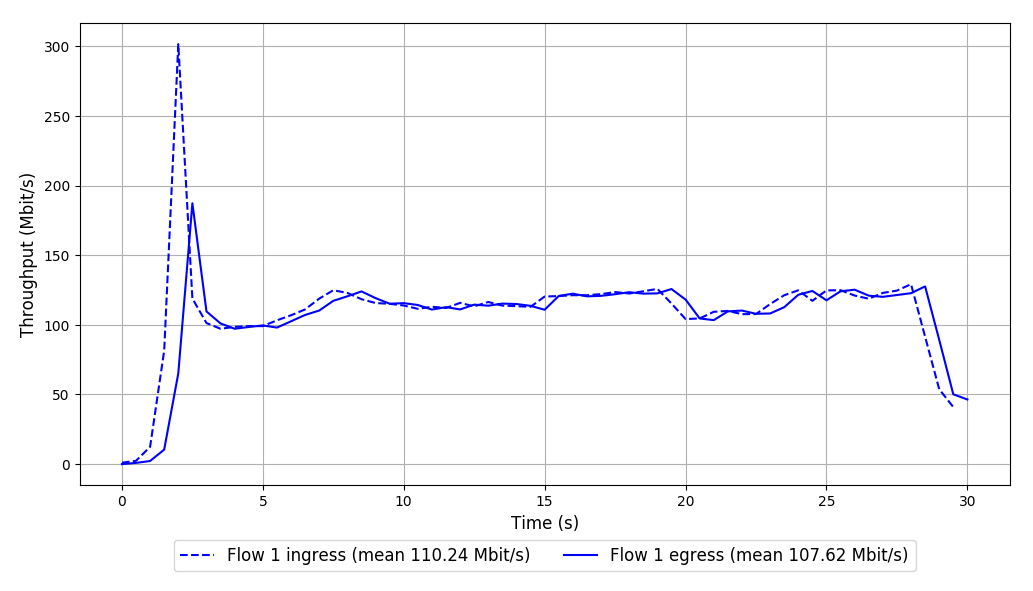 300
250
200
150
100
50
0
Throughput (Mbit/s)
0 5 10 15 20 25 30
Time (s)
Flow 1 ingress (mean 110.24 Mbit/s) Flow 1 egress (mean 107.62 Mbit/s)